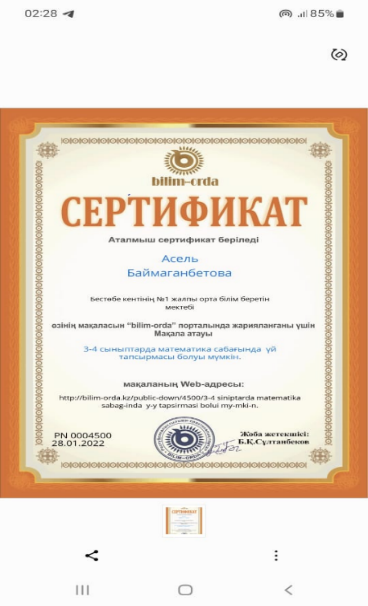 02:28
85%
bilim-orda
СЕРТИФИКАТ
Аталмыш сертификат беріледі
Асель
Баймаганбетова
Бестөбе кентінің №1 жалпы орта білім беретін
мектебі
өзінің мақаласын "bilim-orda" порталында жарияланғаны үшін
Мақала атауы
3-4 сыныптарда математика сабағында үй
тапсырмасы болуы мүмкін.
мақаланың Web-адресы:
http://bilim-orda.kz/public-down/4500/3-4 siniptarda matematika
sabag-inda y-y tapsirmasi bolui my-mki-n.
PN 0004500
28.01.2022
Жоба жетекшісі:
Б.Қ.Султанбеков